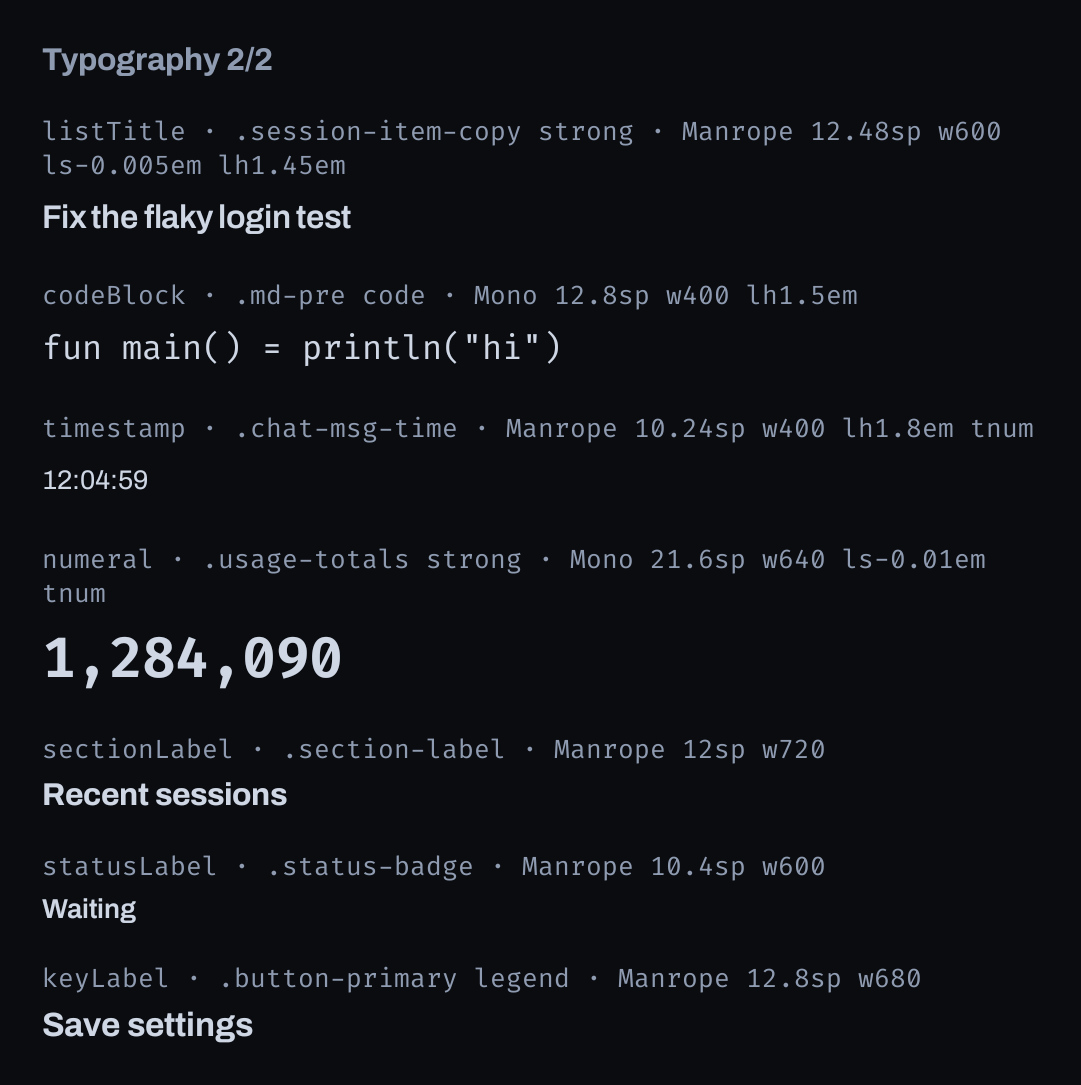 Typography 2/2
listTitle · .session-item-copy strong · Manrope 12.48sp w600
ls-0.005em lh1.45em
Fix the flaky login test
codeBlock · .md-pre code · Mono 12.8sp w400 lh1.5em
fun main() = println("hi")
timestamp · .chat-msg-time · Manrope 10.24sp w400 lh1.8em tnum
12:04:59
numeral · .usage-totals strong · Mono 21.6sp w640 ls-0.01em
tnum
1,284,090
sectionLabel · .section-label · Manrope 12sp w720
Recent sessions
statusLabel · .status-badge · Manrope 10.4sp w600
Waiting
keyLabel · .button-primary legend · Manrope 12.8sp w680
Save settings